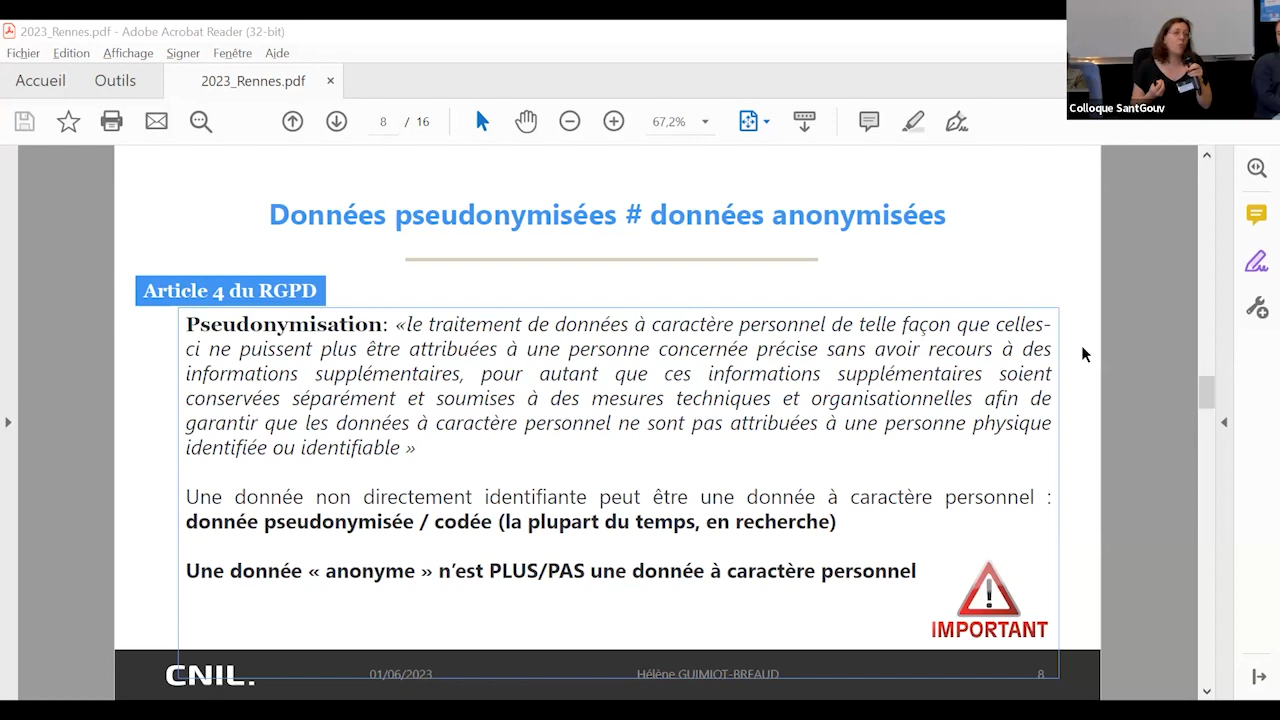 2023_Rennes.pdf - Adobe Acrobat Reader (32-bit)
Fichier Edition Affichage Signer Fenêtre Aide
Accueil Outils 2023_Rennes.pdf ×
8 / 16 67,2%
Colloque SantGouv
Données pseudonymisées # données anonymisées
Article 4 du RGPD
Pseudonymisation: «le traitement de données à caractère personnel de telle façon que celles-
ci ne puissent plus être attribuées à une personne concernée précise sans avoir recours à des
informations supplémentaires, pour autant que ces informations supplémentaires soient
conservées séparément et soumises à des mesures techniques et organisationnelles afin de
garantir que les données à caractère personnel ne sont pas attribuées à une personne physique
identifiée ou identifiable »
Une donnée non directement identifiante peut être une donnée à caractère personnel :
donnée pseudonymisée / codée (la plupart du temps, en recherche)
Une donnée « anonyme » n'est PLUS/PAS une donnée à caractère personnel
IMPORTANT
CNIL. 01/06/2023 Hélène GUIMIOT-BREAUD 8